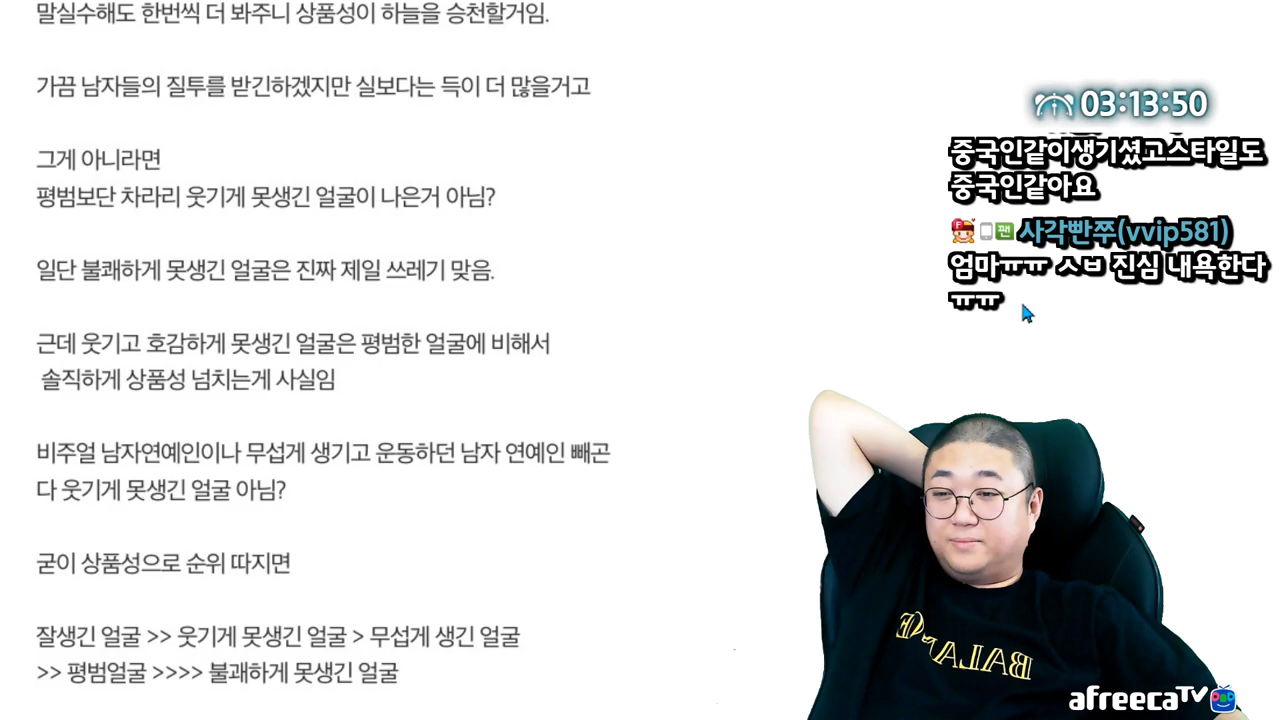 말실수해도 한번씩 더 봐주니 상품성이 하늘을 승천할거임.
가끔 남자들의 질투를 받긴하겠지만 실보다는 득이 더 많을거고
그게 아니라면
평범보단 차라리 웃기게 못생긴 얼굴이 나은거 아님?
일단 불쾌하게 못생긴 얼굴은 진짜 제일 쓰레기 맞음.
근데 웃기고 호감하게 못생긴 얼굴은 평범한 얼굴에 비해서
솔직하게 상품성 넘치는게 사실임
비주얼 남자연예인이나 무섭게 생기고 운동하던 남자 연예인 빼곤
다 웃기게 못생긴 얼굴 아님?
굳이 상품성으로 순위 따지면
잘생긴 얼굴 >> 웃기게 못생긴 얼굴 > 무섭게 생긴 얼굴
>> 평범얼굴 >>>> 불쾌하게 못생긴 얼굴
03:13:50
중국인같이생기셨고스타일도
중국인같아요
F 팬 사각빤쭈(vvip581)
엄마ㅠㅠ ㅅㅂ 진심 내욕한다
ㅠㅠ
BALANCE
afreecaTV